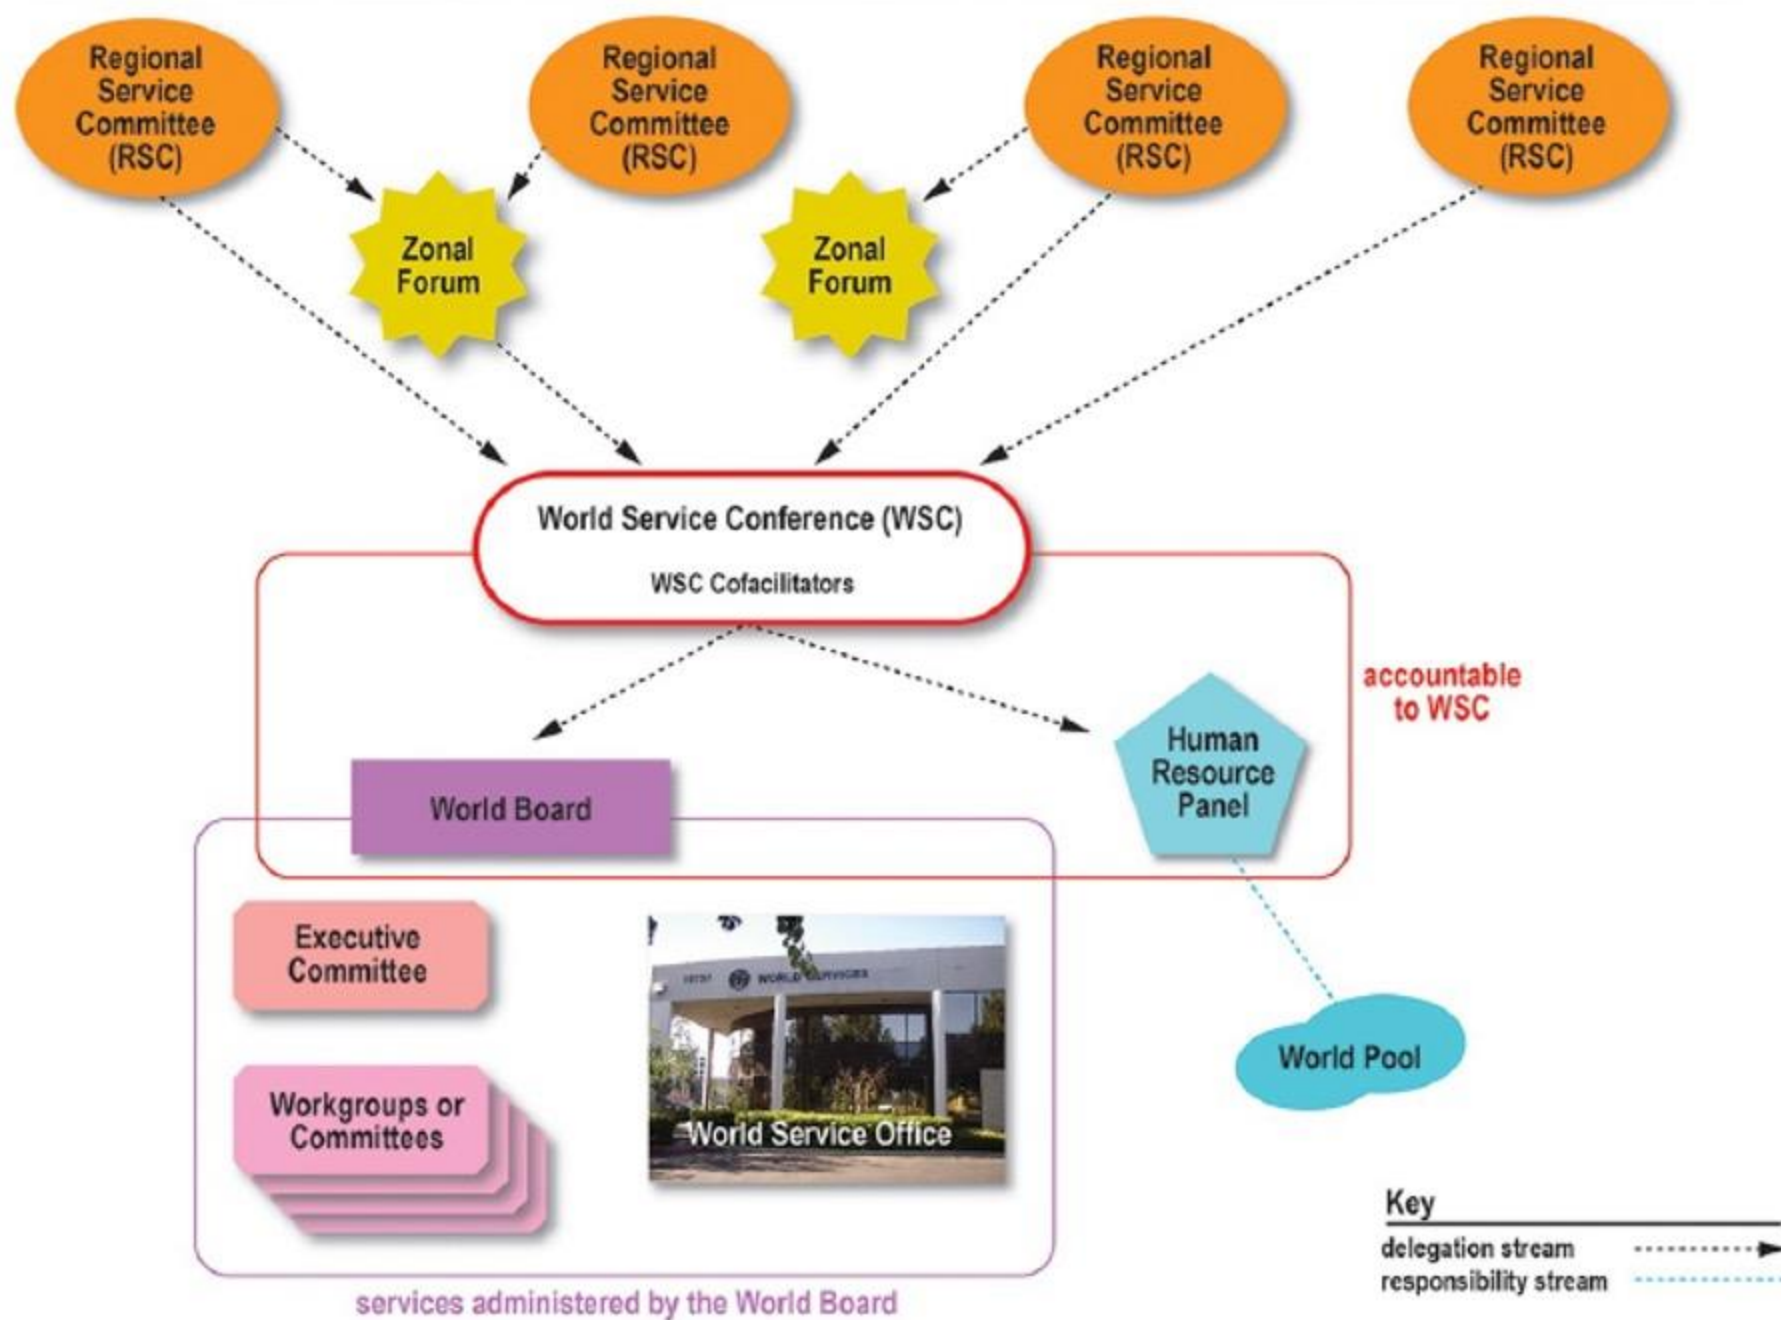 Regional
Service
Committee
(RSC)
Regional
Service
Committee
(RSC)
Regional
Service
Committee
(RSC)
Regional
Service
Committee
(RSC)
Zonal
Forum
Zonal
Forum
World Service Conference (WSC)
WSC Cofacilitators
accountable
to WSC
Human
Resource
Panel
World Board
Executive
Committee
WORLD SERVICES
World Pool
Workgroups or
Committees
World Service Office
Key
delegation stream
responsibility stream
services administered by the World Board